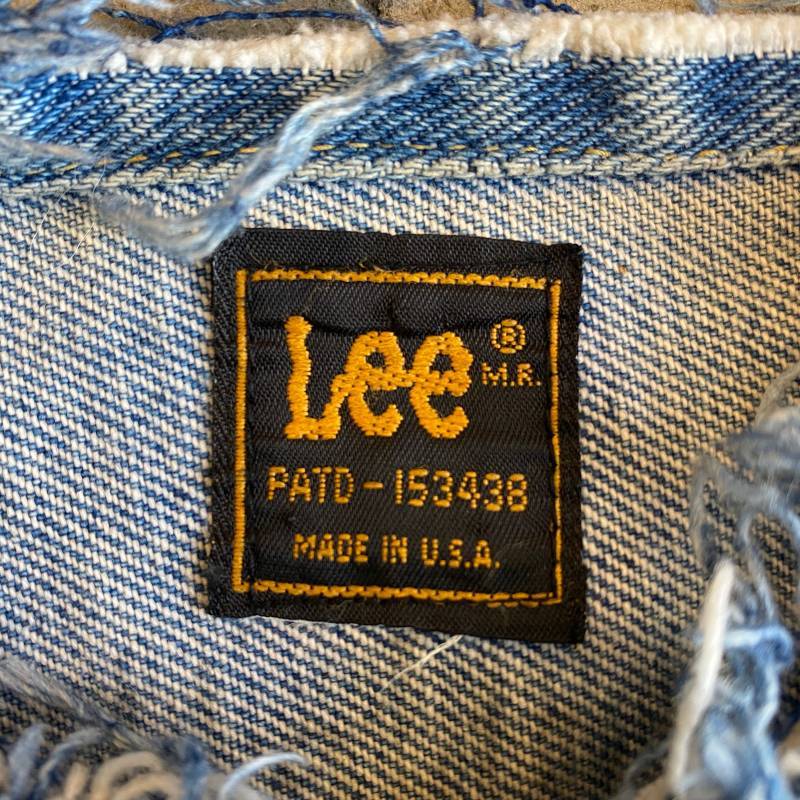 Lee ®
M.R.
PATD-153438
MADE IN U.S.A.